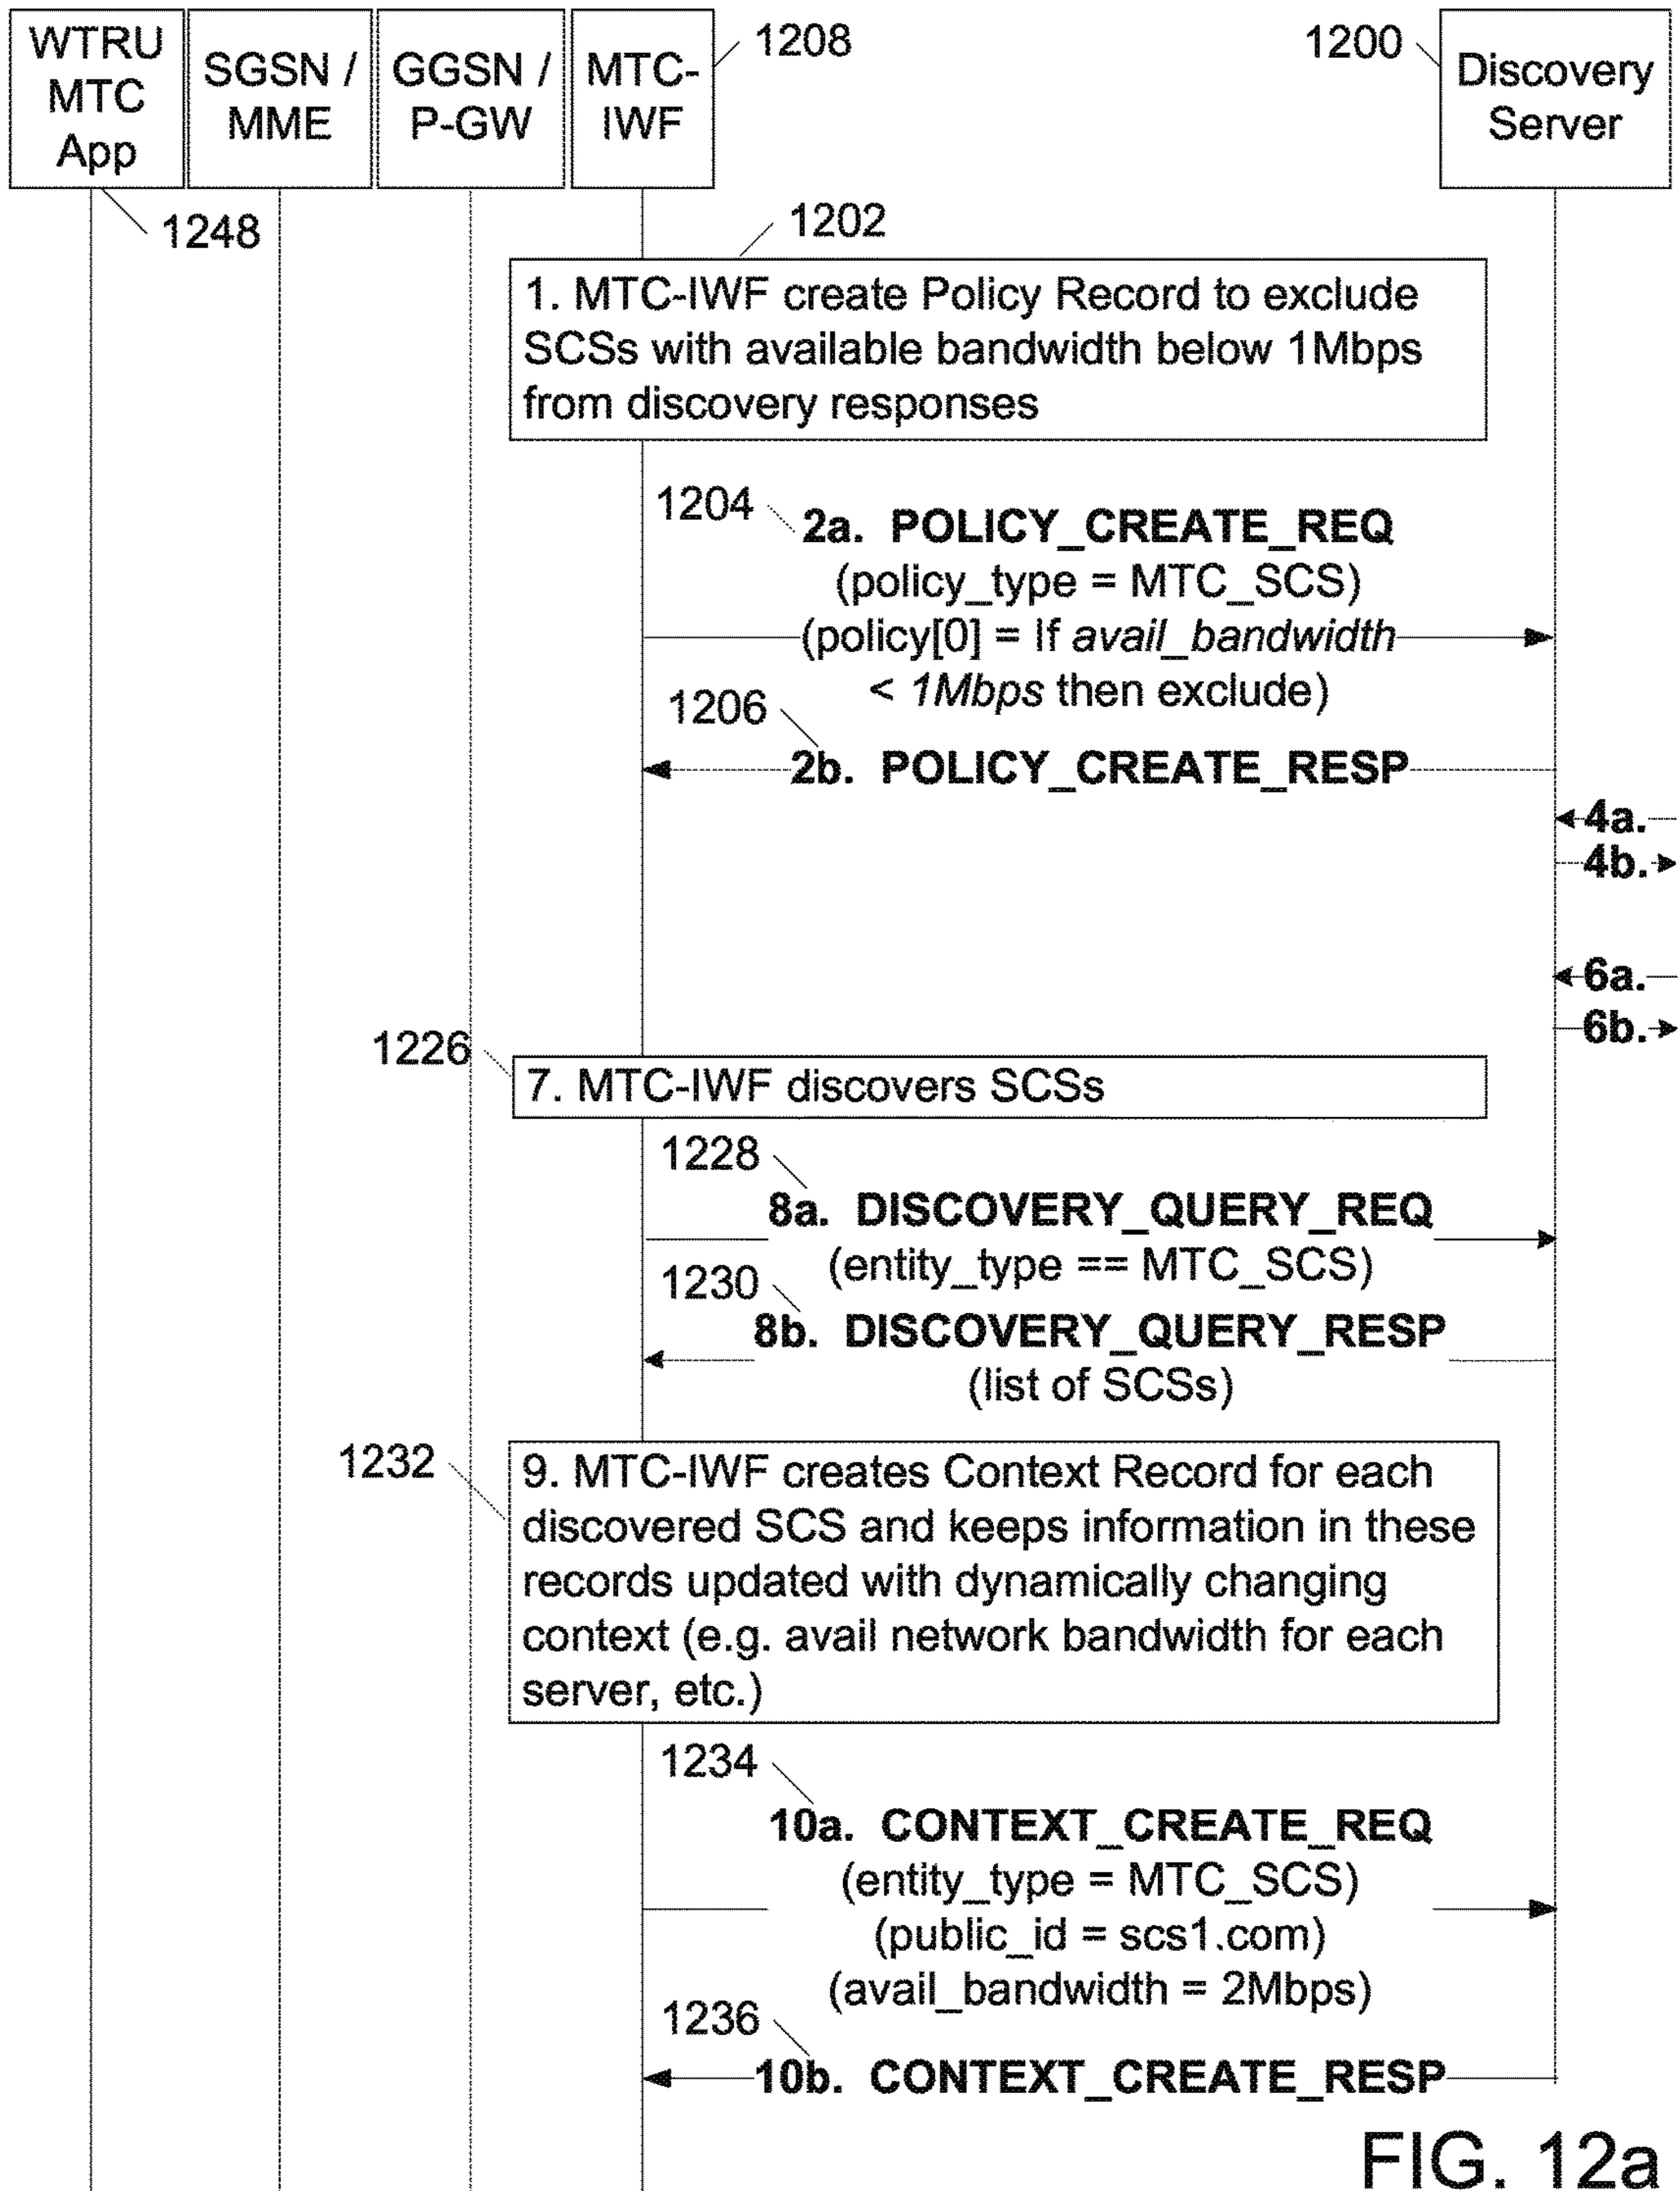 WTRU
MTC
App
SGSN /
MME
GGSN /
P-GW
MTC-
IWF
1208
1200
Discovery
Server
1248
1202
1. MTC-IWF create Policy Record to exclude
SCSs with available bandwidth below 1Mbps
from discovery responses
1204
2a. POLICY_CREATE_REQ
(policy_type = MTC_SCS)
(policy[0] = If avail_bandwidth
< 1Mbps then exclude)
1206
2b. POLICY_CREATE_RESP
4a.
4b.
6a.
6b.
1226
7. MTC-IWF discovers SCSs
1228
8a. DISCOVERY_QUERY_REQ
(entity_type == MTC_SCS)
1230
8b. DISCOVERY_QUERY_RESP
(list of SCSs)
1232
9. MTC-IWF creates Context Record for each
discovered SCS and keeps information in these
records updated with dynamically changing
context (e.g. avail network bandwidth for each
server, etc.)
1234
10a. CONTEXT_CREATE_REQ
(entity_type = MTC_SCS)
(public_id = scs1.com)
(avail_bandwidth = 2Mbps)
1236
10b. CONTEXT_CREATE_RESP
FIG. 12a